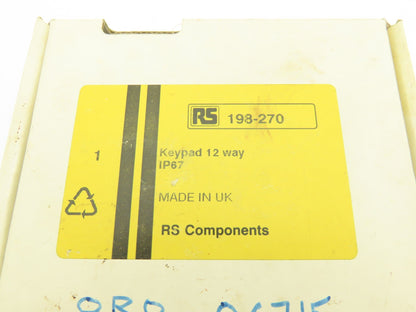 RS 198-270
1 Keypad 12 way
IP67
MADE IN UK
RS Components